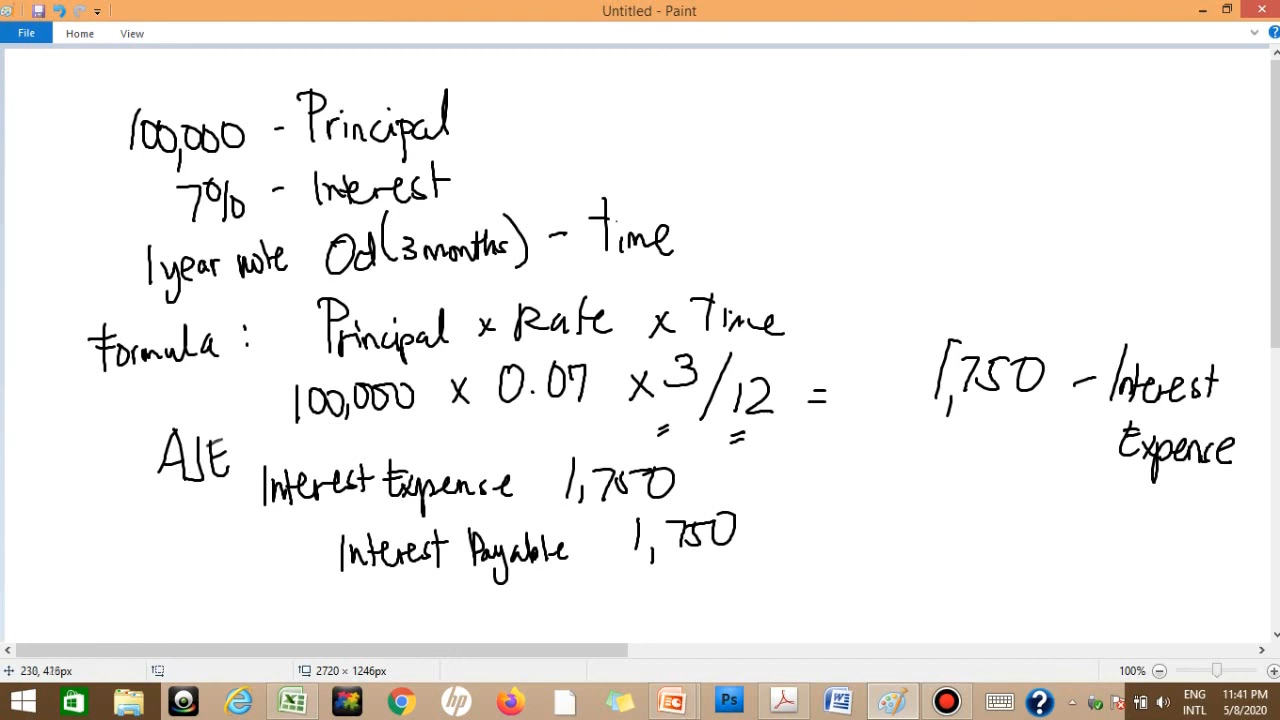 Untitled - Paint
File Home View
100,000 - Principal
7% - Interest
1 year note Od (3 months) - Time
Formula : Principal x Rate x Time
100,000 x 0.07 x 3/12 = 1,750 - Interest
Expense
AJE
Interest Expense 1,750
Interest Payable 1,750
230, 416px 2720 × 1246px 100%
ENG 11:41 PM
INTL 5/8/2020